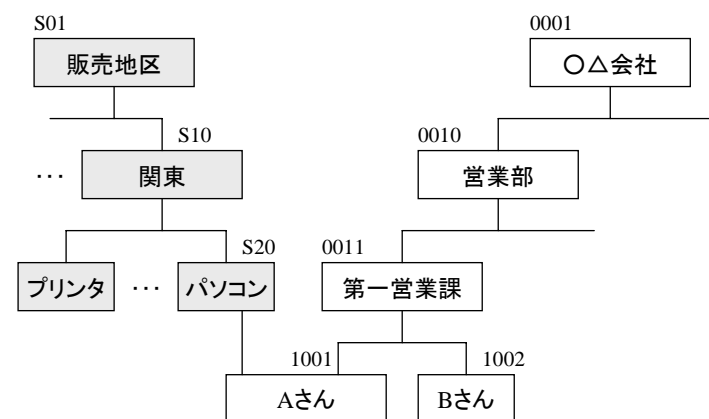 S01
販売地区
0001
○△会社
S10
… 関東
0010
営業部
S20
プリンタ … パソコン
0011
第一営業課
1001
Aさん
1002
Bさん